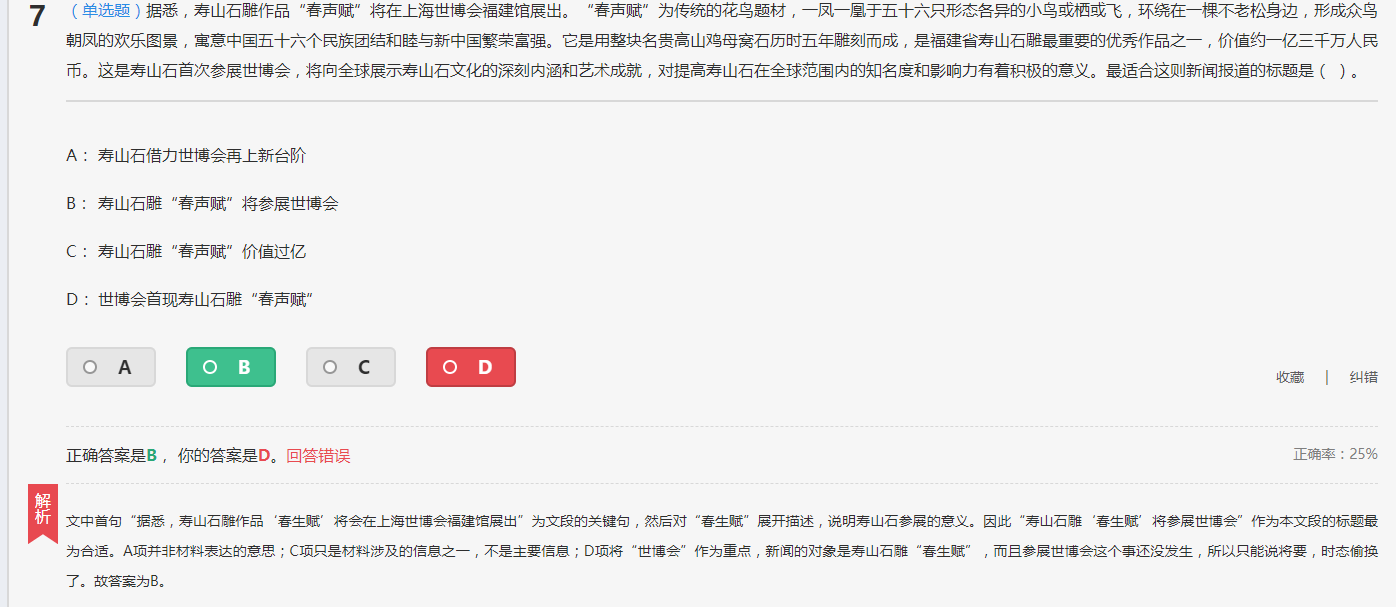 7 （单选题）据悉，寿山石雕作品“春声赋”将在上海世博会福建馆展出。“春声赋”为传统的花鸟题材，一凤一凰于五十六只形态各异的小鸟或栖或飞，环绕在一棵不老松身边，形成众鸟
朝凤的欢乐图景，寓意中国五十六个民族团结和睦与新中国繁荣富强。它是用整块名贵高山鸡母窝石历时五年雕刻而成，是福建省寿山石雕最重要的优秀作品之一，价值约一亿三千万人民
币。这是寿山石首次参展世博会，将向全球展示寿山石文化的深刻内涵和艺术成就，对提高寿山石在全球范围内的知名度和影响力有着积极的意义。最适合这则新闻报道的标题是（ ）。
A： 寿山石借力世博会再上新台阶
B： 寿山石雕“春声赋”将参展世博会
C： 寿山石雕“春声赋”价值过亿
D： 世博会首现寿山石雕“春声赋”
A B C D
收藏 | 纠错
正确答案是B， 你的答案是D。回答错误 正确率：25%
解析
文中首句“据悉，寿山石雕作品‘春生赋’将会在上海世博会福建馆展出”为文段的关键句，然后对“春生赋”展开描述，说明寿山石参展的意义。因此“寿山石雕‘春生赋’将参展世博会”作为本文段的标题最
为合适。A项并非材料表达的意思；C项只是材料涉及的信息之一，不是主要信息；D项将“世博会”作为重点，新闻的对象是寿山石雕“春生赋”，而且参展世博会这个事还没发生，所以只能说将要，时态偷换
了。故答案为B。